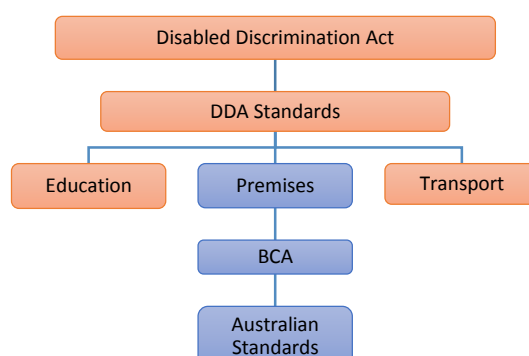 Disabled Discrimination Act
DDA Standards
Education
Premises
Transport
BCA
Australian
Standards